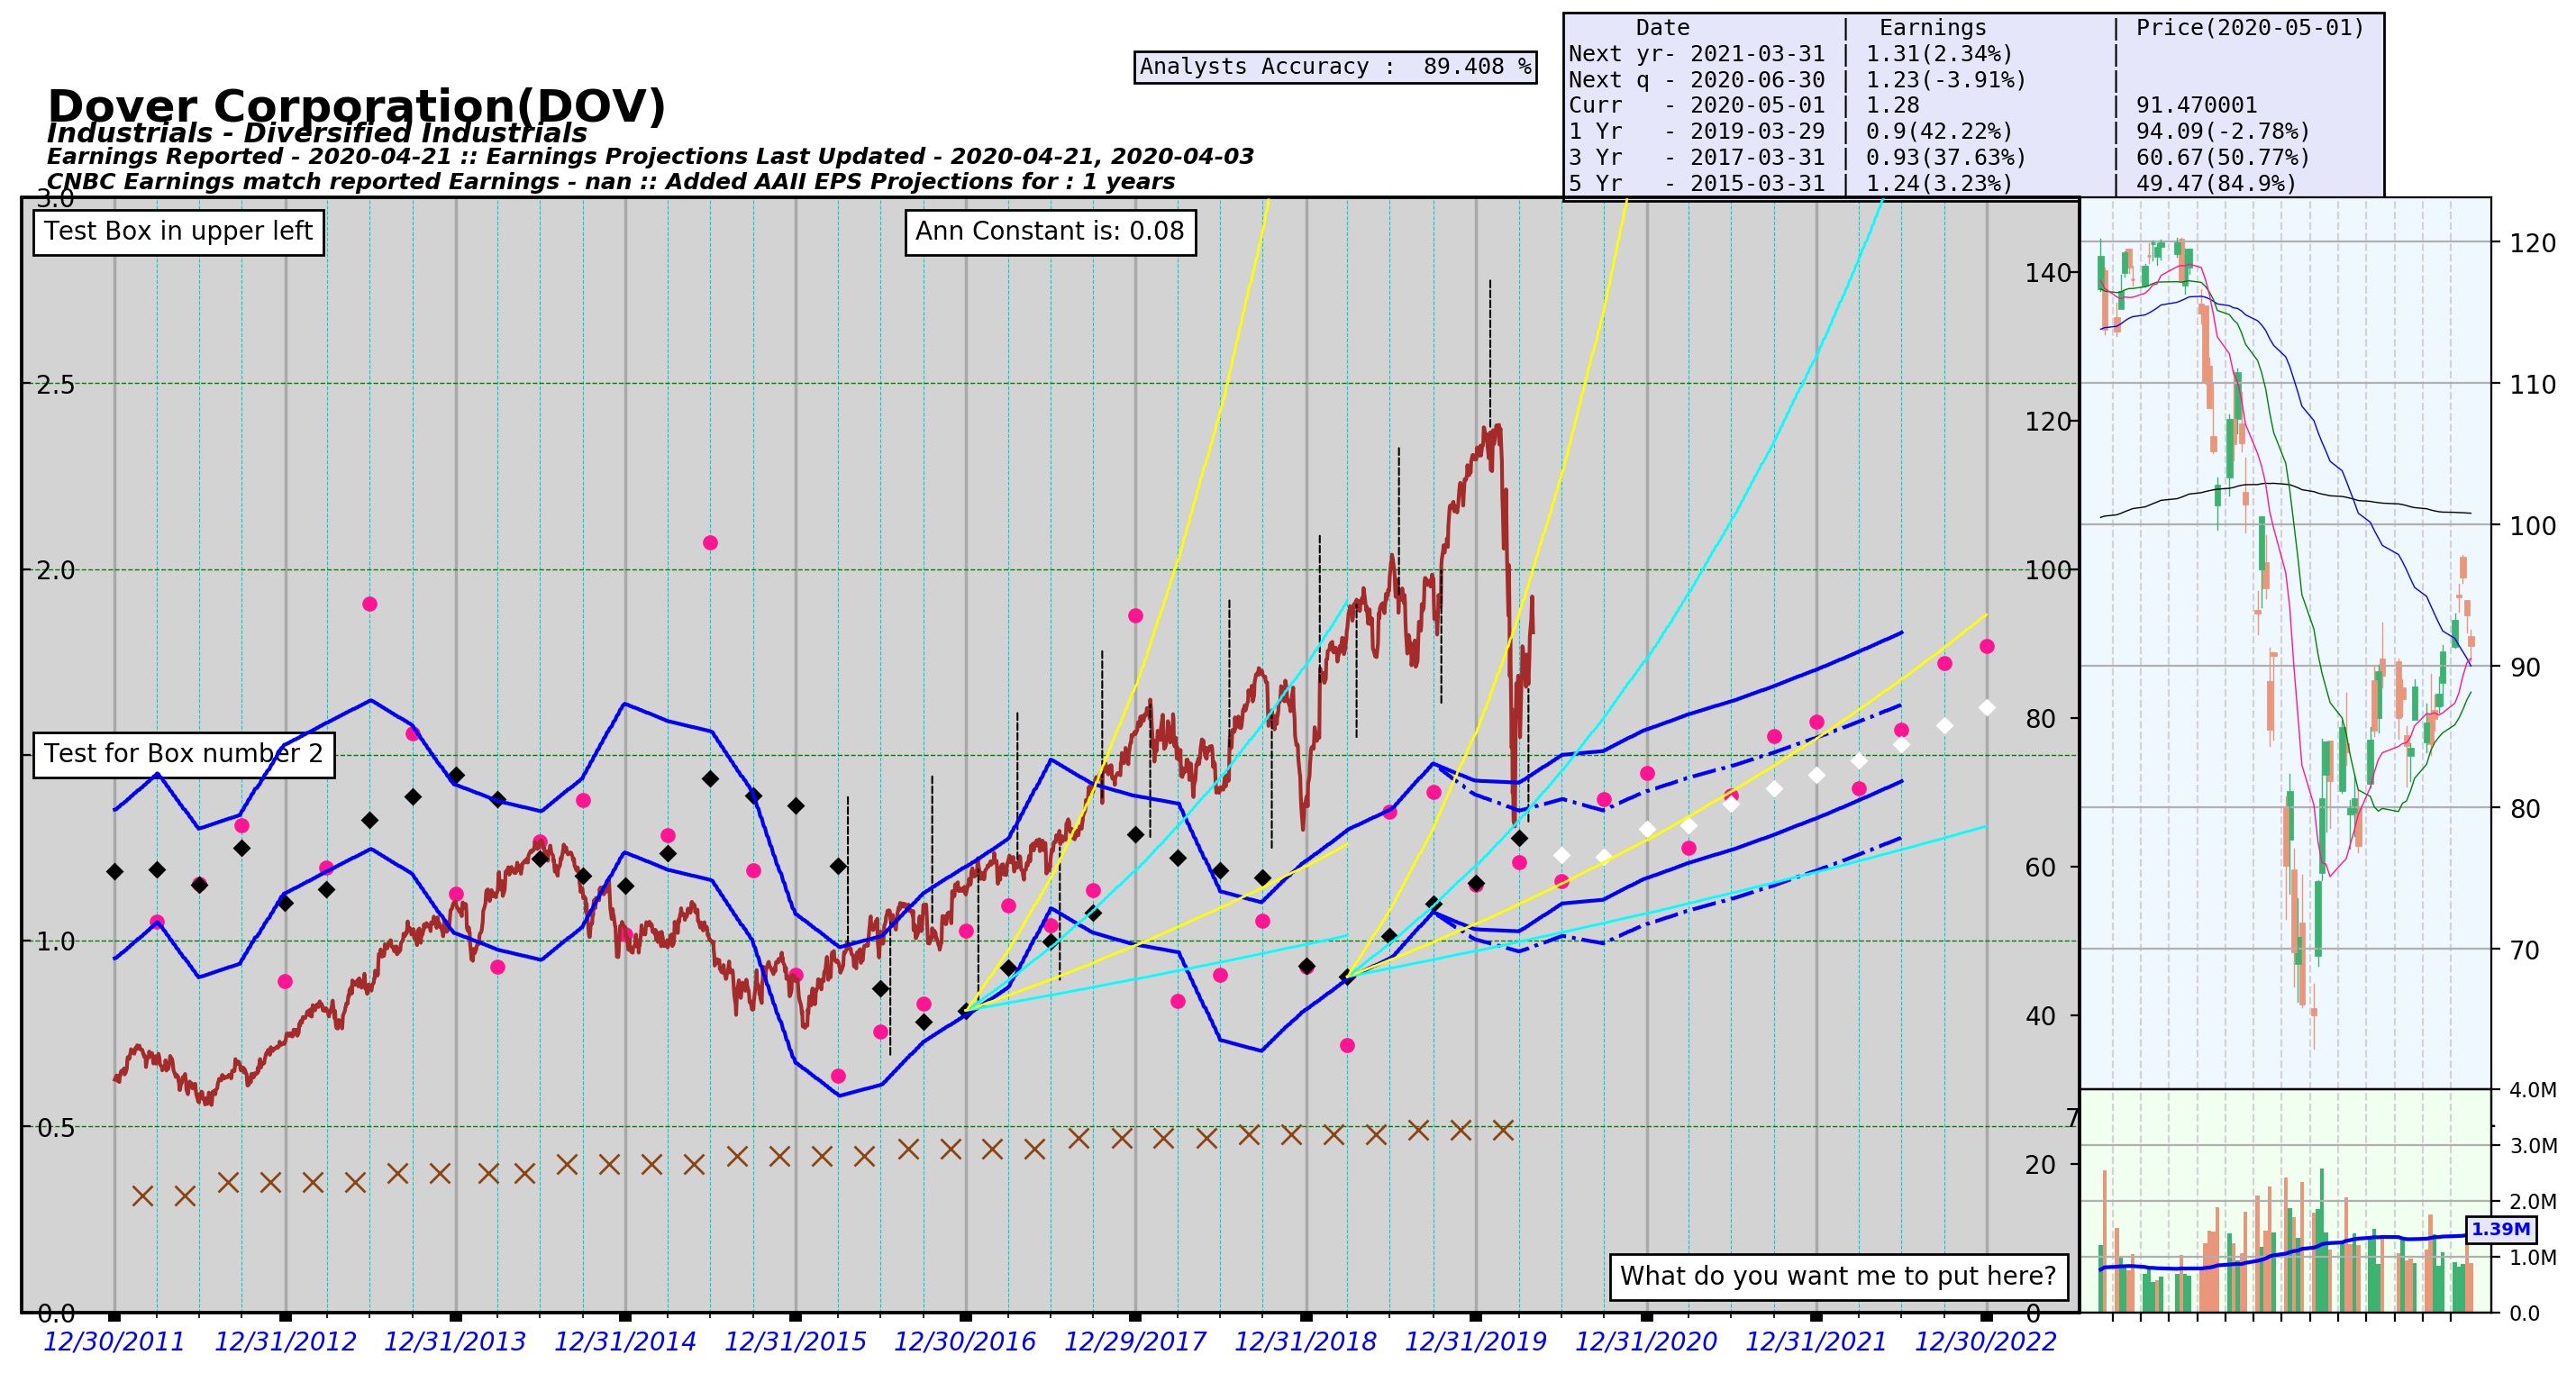 Date | Earnings | Price(2020-05-01)
Next yr- 2021-03-31 | 1.31(2.34%) |
Next q - 2020-06-30 | 1.23(-3.91%) |
Curr - 2020-05-01 | 1.28 | 91.470001
1 Yr - 2019-03-29 | 0.9(42.22%) | 94.09(-2.78%)
3 Yr - 2017-03-31 | 0.93(37.63%) | 60.67(50.77%)
5 Yr - 2015-03-31 | 1.24(3.23%) | 49.47(84.9%)
Analysts Accuracy : 89.408 %
Dover Corporation(DOV)
Industrials - Diversified Industrials
Earnings Reported - 2020-04-21 :: Earnings Projections Last Updated - 2020-04-21, 2020-04-03
CNBC Earnings match reported Earnings - nan :: Added AAII EPS Projections for : 1 years
Test Box in upper left
Ann Constant is: 0.08
Test for Box number 2
What do you want me to put here?
3.0
2.5
2.0
1.0
0.5
0.0
140
120
100
80
60
40
20
0
7
120
110
100
90
80
70
4.0M
3.0M
2.0M
1.39M
1.0M
0.0
12/30/2011 12/31/2012 12/31/2013 12/31/2014 12/31/2015 12/30/2016 12/29/2017 12/31/2018 12/31/2019 12/31/2020 12/31/2021 12/30/2022